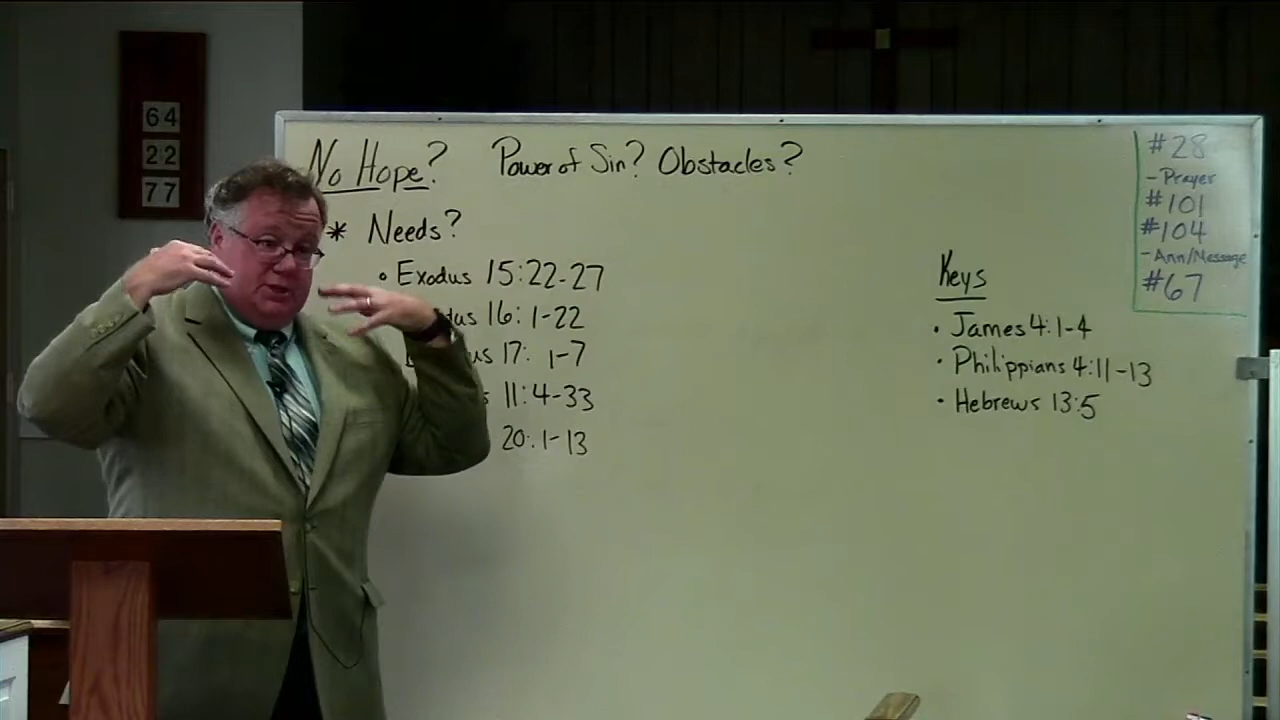 64
22
77
No Hope? Power of Sin? Obstacles?
* Needs?
• Exodus 15:22-27
dus 16:1-22
us 17: 1-7
s 11:4-33
20:1-13
Keys
• James 4:1-4
• Philippians 4:11-13
• Hebrews 13:5
#28
- Prayer
#101
#104
- Ann/Message
#67